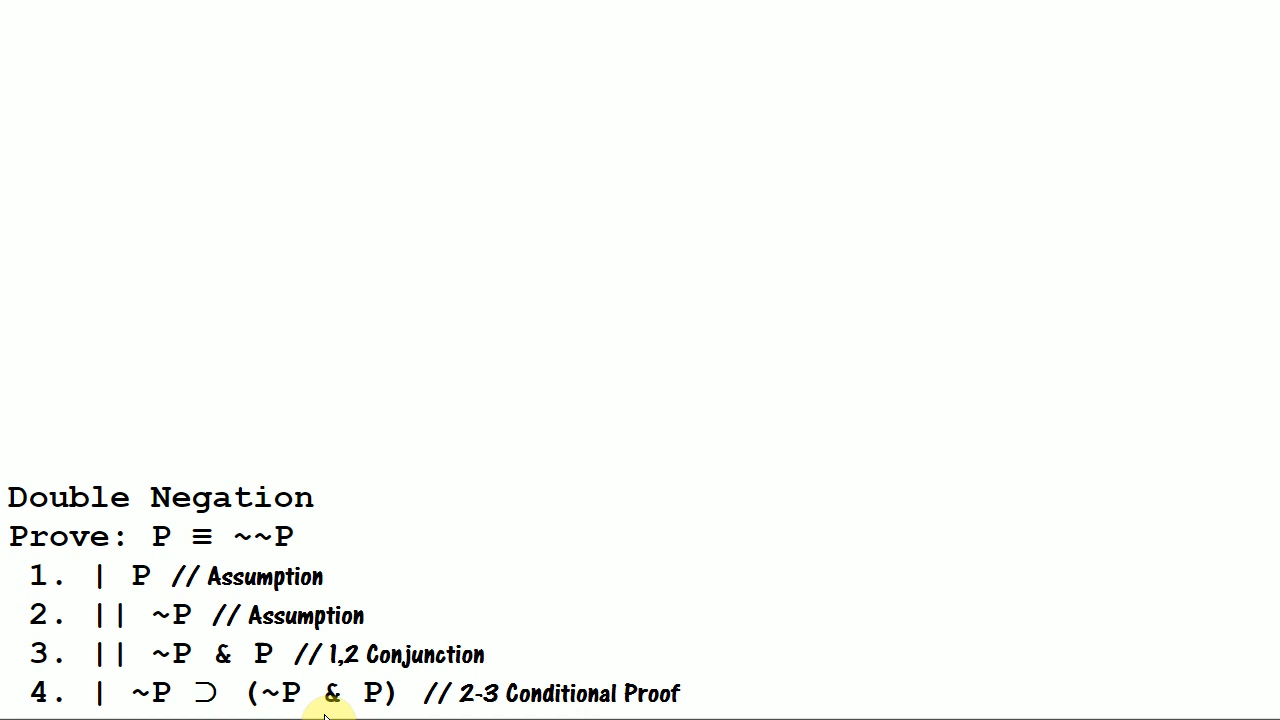 Double Negation
Prove: P ≡ ~~P
1. | P // Assumption
2. || ~P // Assumption
3. || ~P & P // 1,2 Conjunction
4. | ~P ⊃ (~P & P) // 2-3 Conditional Proof